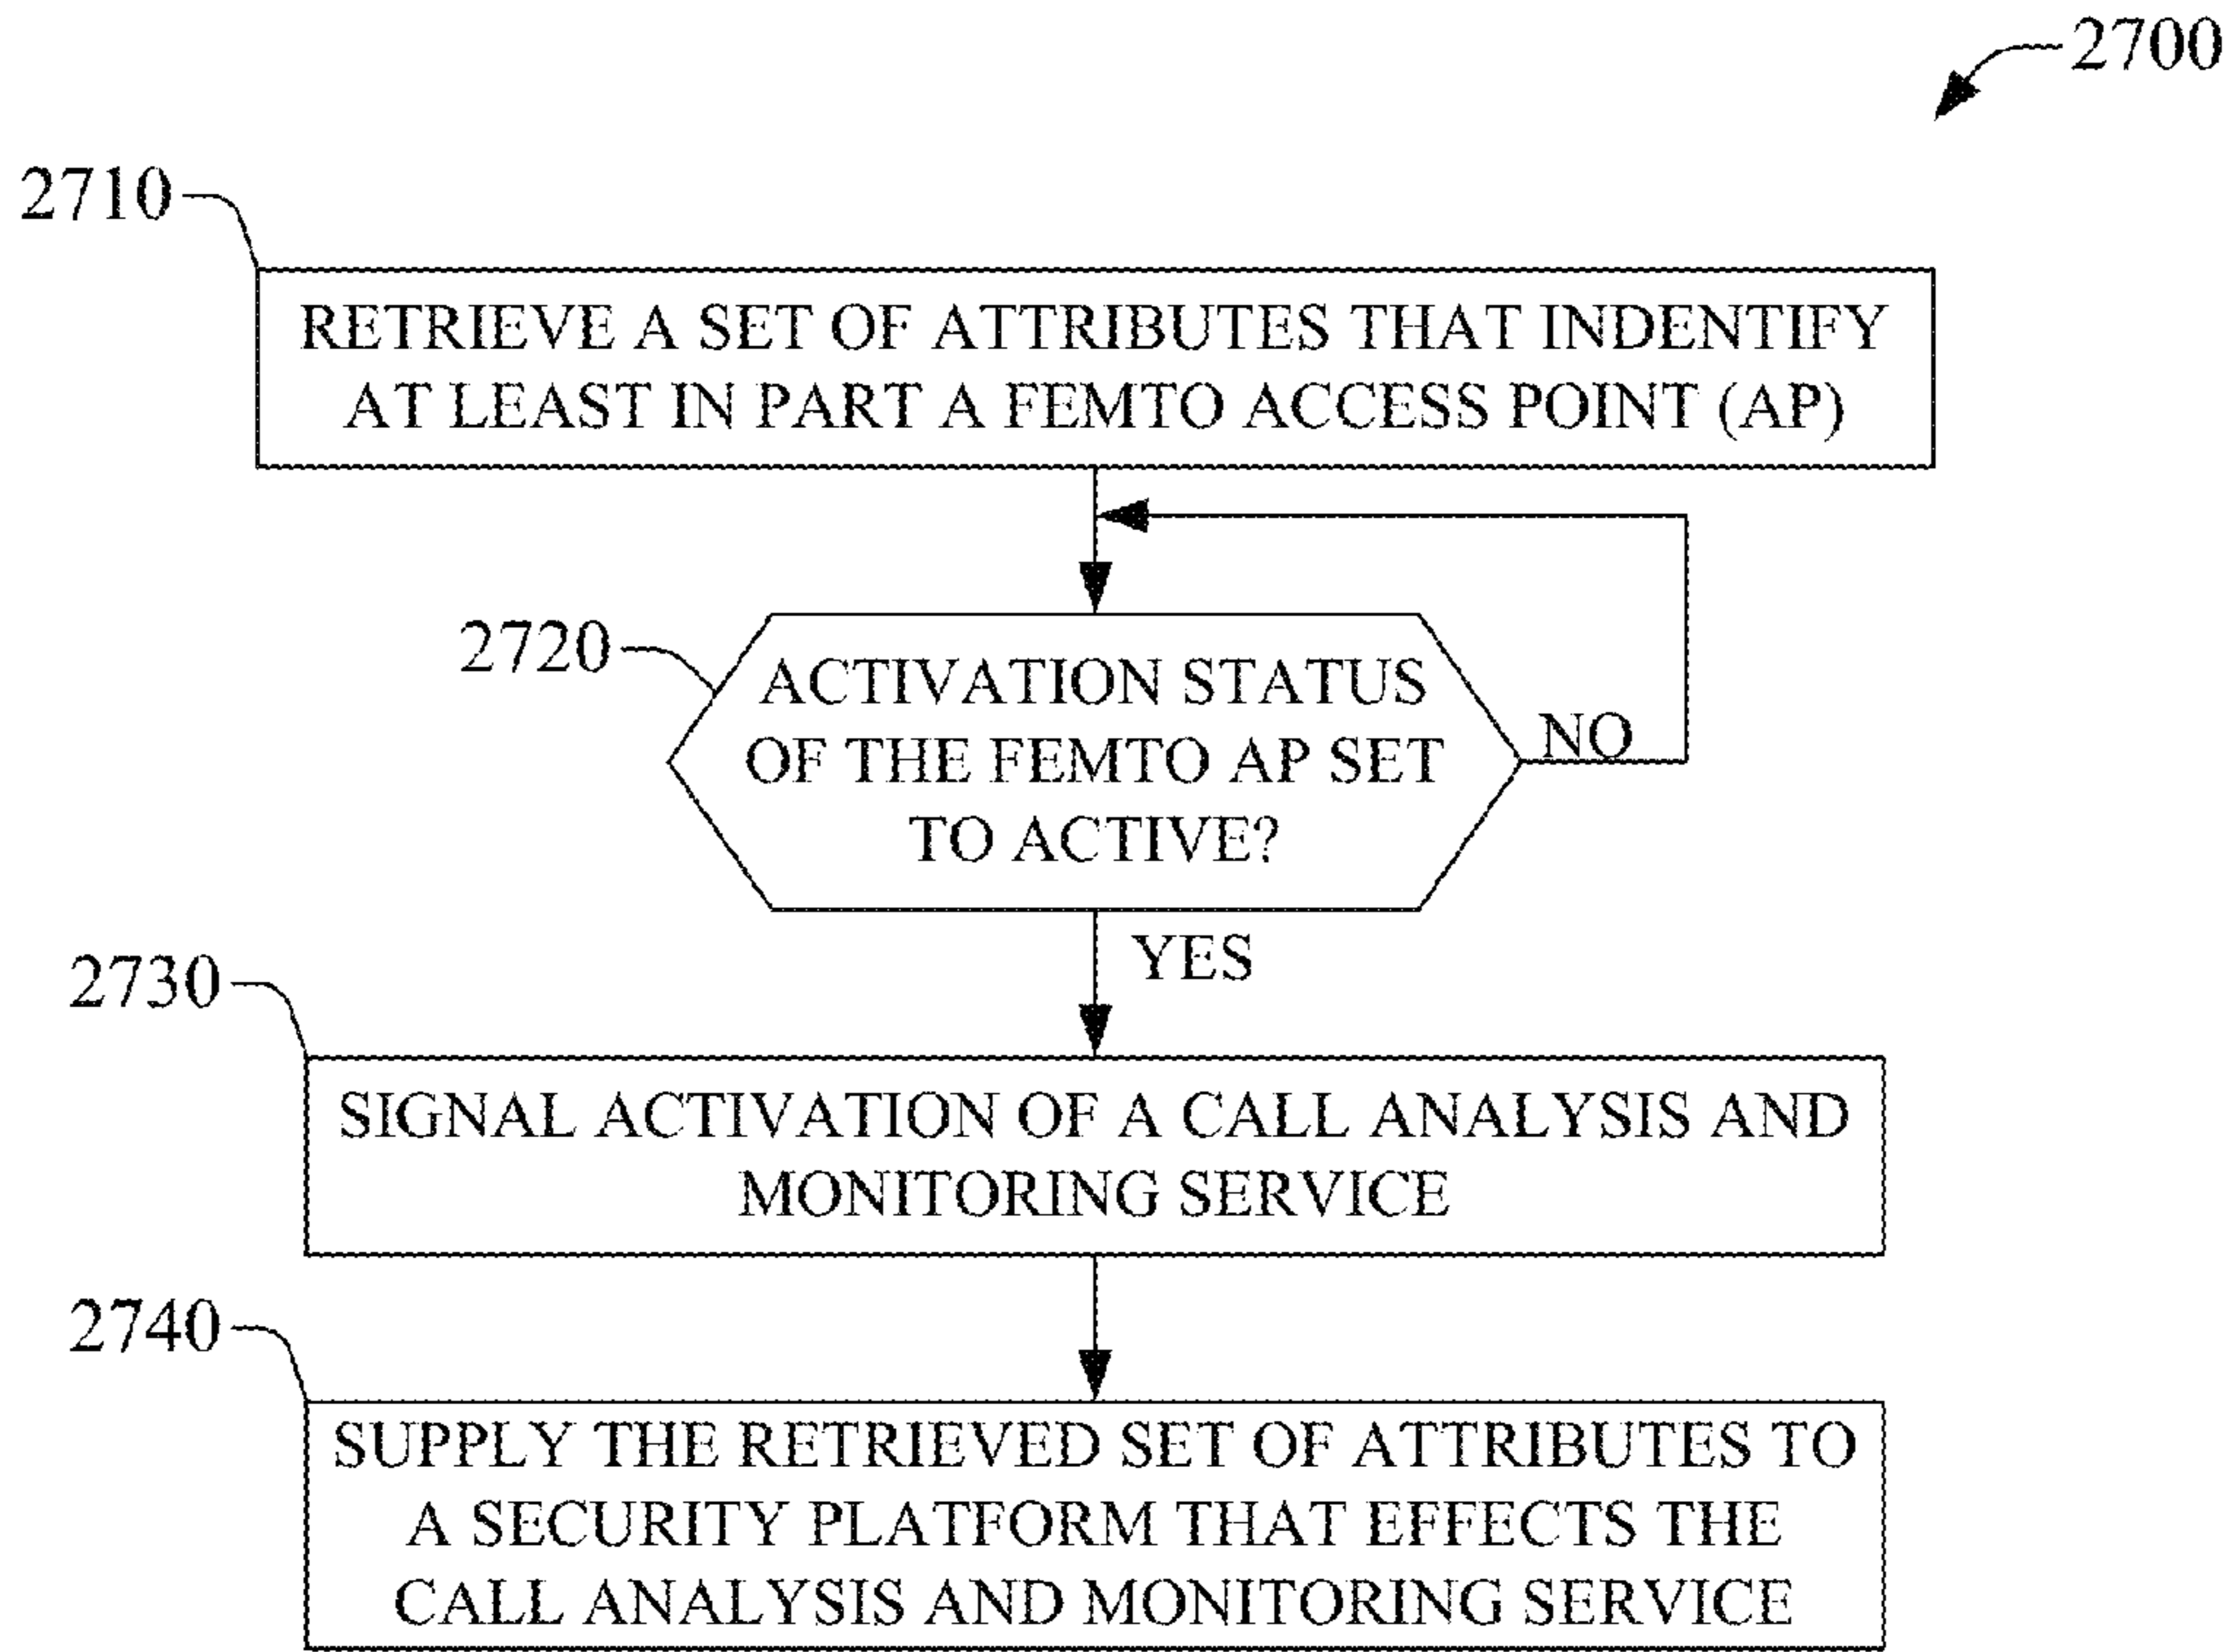 2700
2710
RETRIEVE A SET OF ATTRIBUTES THAT INDENTIFY
AT LEAST IN PART A FEMTO ACCESS POINT (AP)
2720
ACTIVATION STATUS
OF THE FEMTO AP SET
TO ACTIVE?
NO
YES
2730
SIGNAL ACTIVATION OF A CALL ANALYSIS AND
MONITORING SERVICE
2740
SUPPLY THE RETRIEVED SET OF ATTRIBUTES TO
A SECURITY PLATFORM THAT EFFECTS THE
CALL ANALYSIS AND MONITORING SERVICE